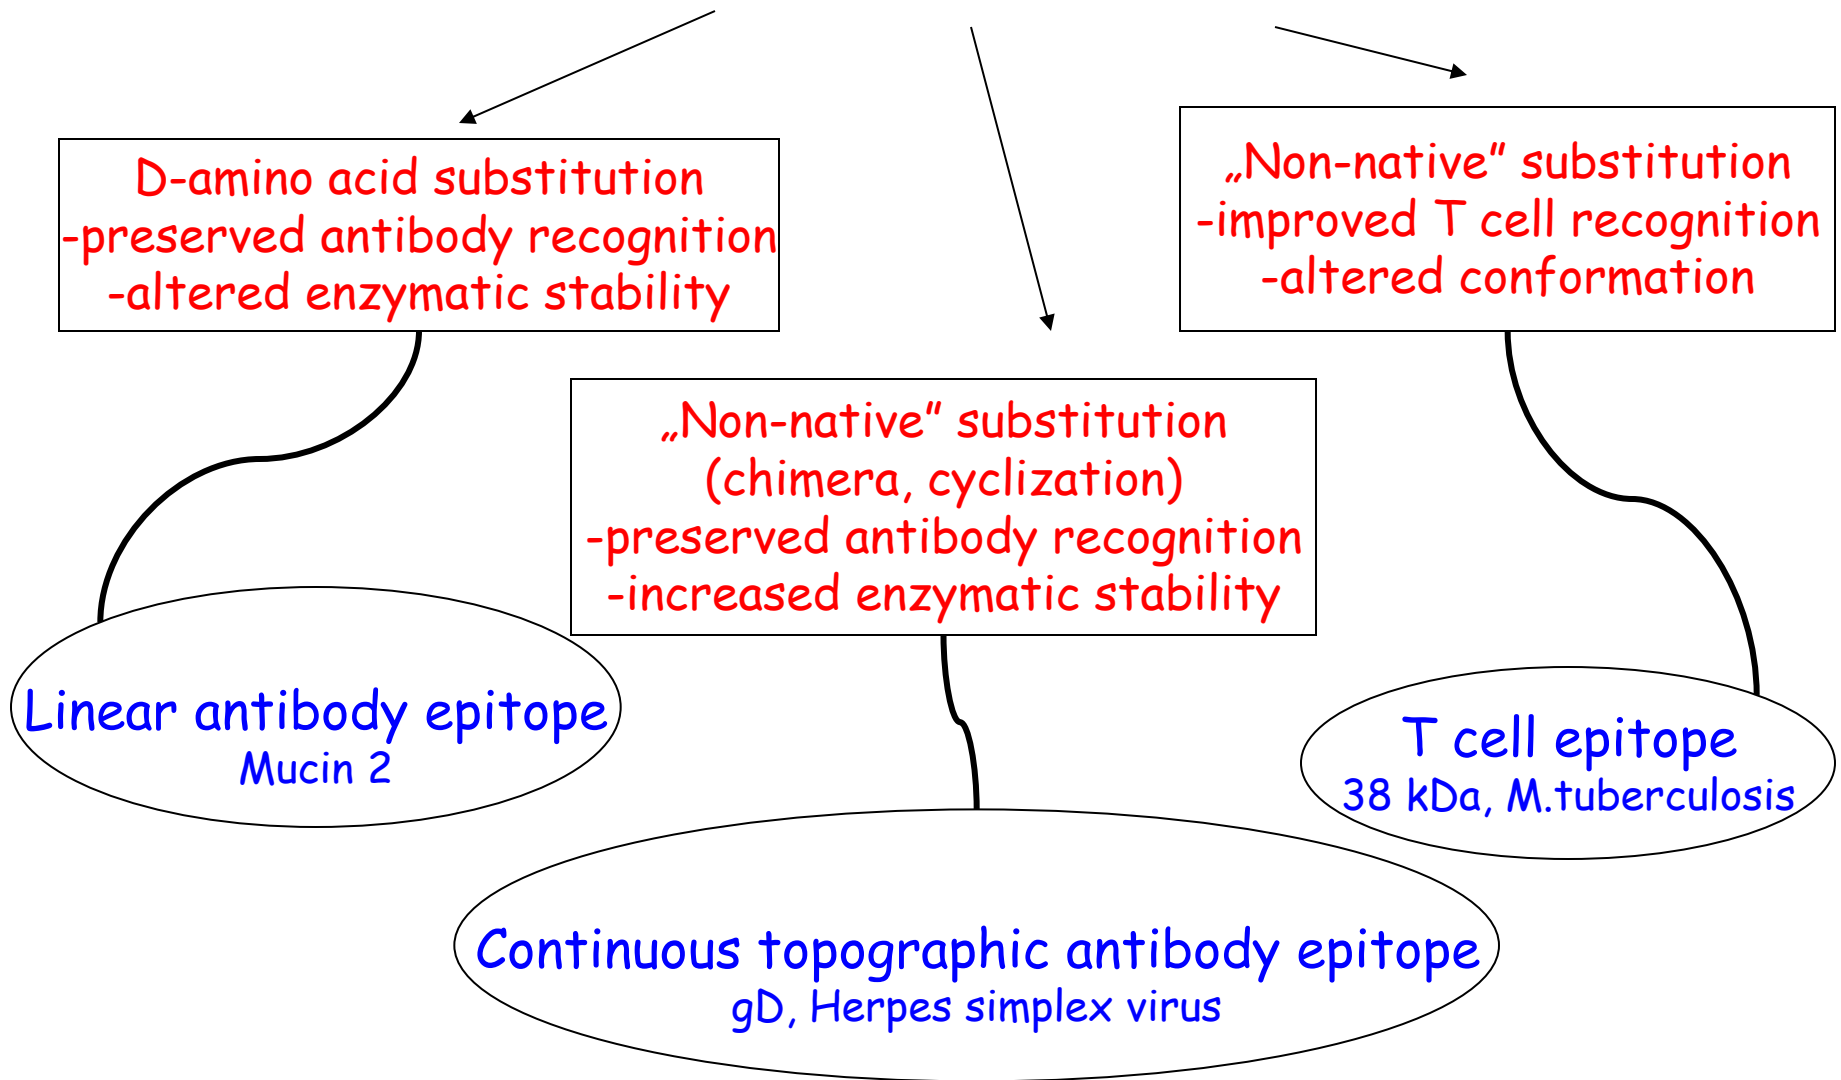 D-amino acid substitution
-preserved antibody recognition
-altered enzymatic stability
„Non-native” substitution
-improved T cell recognition
-altered conformation
„Non-native” substitution
(chimera, cyclization)
-preserved antibody recognition
-increased enzymatic stability
Linear antibody epitope
Mucin 2
T cell epitope
38 kDa, M.tuberculosis
Continuous topographic antibody epitope
gD, Herpes simplex virus